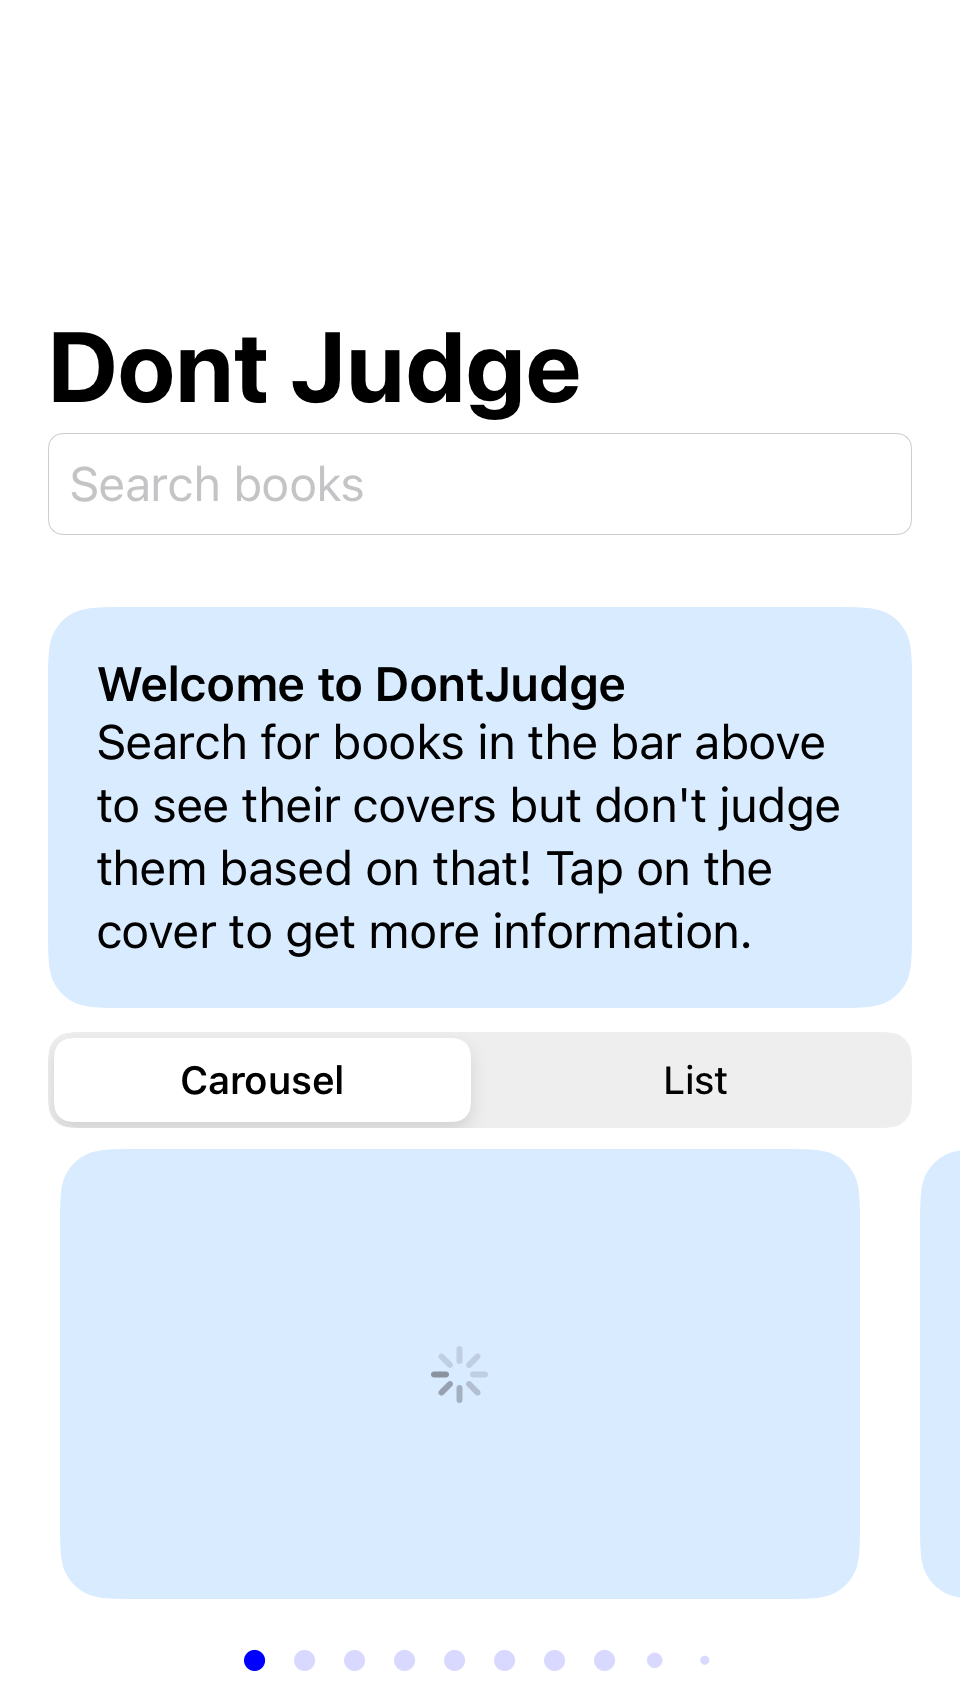 Dont Judge
Search books
Welcome to DontJudge
Search for books in the bar above
to see their covers but don't judge
them based on that! Tap on the
cover to get more information.
Carousel
List